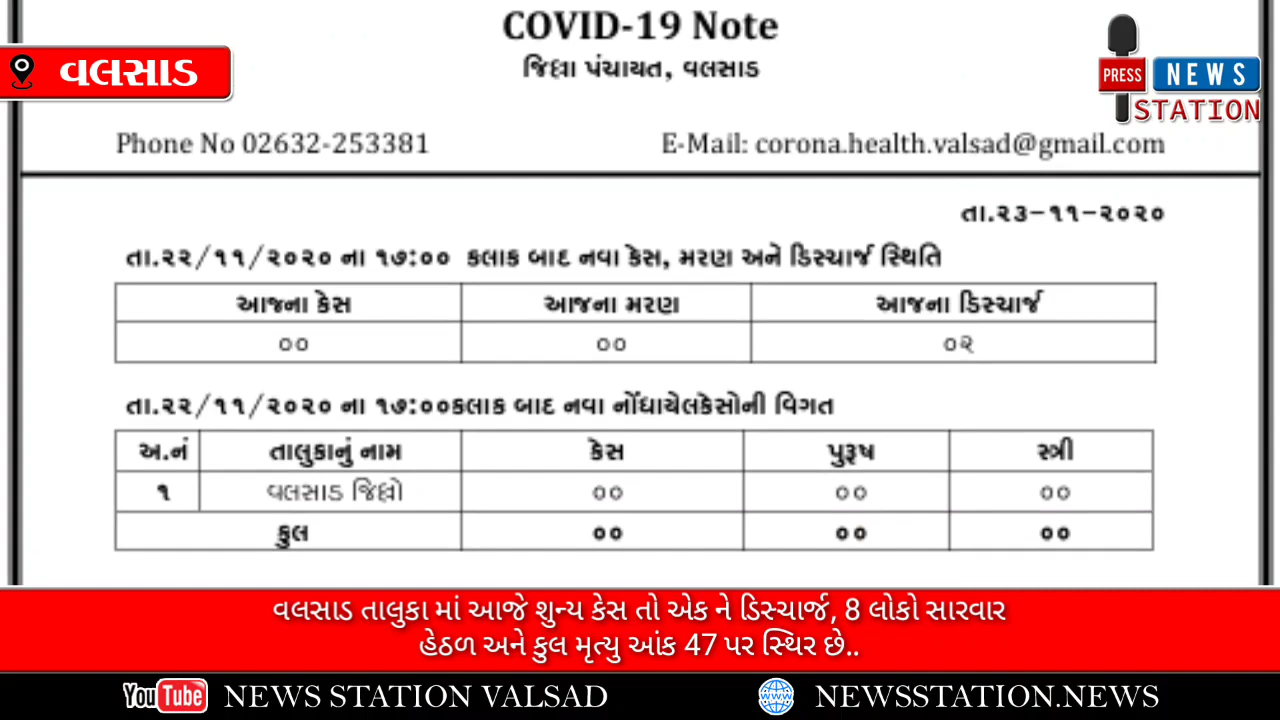 COVID-19 Note
જિલ્લા પંચાયત, વલસાડ
વલસાડ
PRESS NEWS
STATION
Phone No 02632-253381 E-Mail: corona.health.valsad@gmail.com
તા.૨૩-૧૧-૨૦૨૦
તા.૨૨/૧૧/૨૦૨૦ ના ૧૭:૦૦ કલાક બાદ નવા કેસ, મરણ અને ડિસ્ચાર્જ સ્થિતિ
આજના કેસ આજના મરણ આજના ડિસ્ચાર્જ
૦૦ ૦૦ ૦૨
તા.૨૨/૧૧/૨૦૨૦ ના ૧૭:૦૦કલાક બાદ નવા નોંધાયેલકેસોની વિગત
અ.નં તાલુકાનું નામ કેસ પુરૂષ સ્ત્રી
૧ વલસાડ જિલ્લો ૦૦ ૦૦ ૦૦
કુલ ૦૦ ૦૦ ૦૦
વલસાડ તાલુકા માં આજે શુન્ય કેસ તો એક ને ડિસ્ચાર્જ, 8 લોકો સારવાર
હેઠળ અને કુલ મૃત્યુ આંક 47 પર સ્થિર છે..
YouTube NEWS STATION VALSAD NEWSSTATION.NEWS